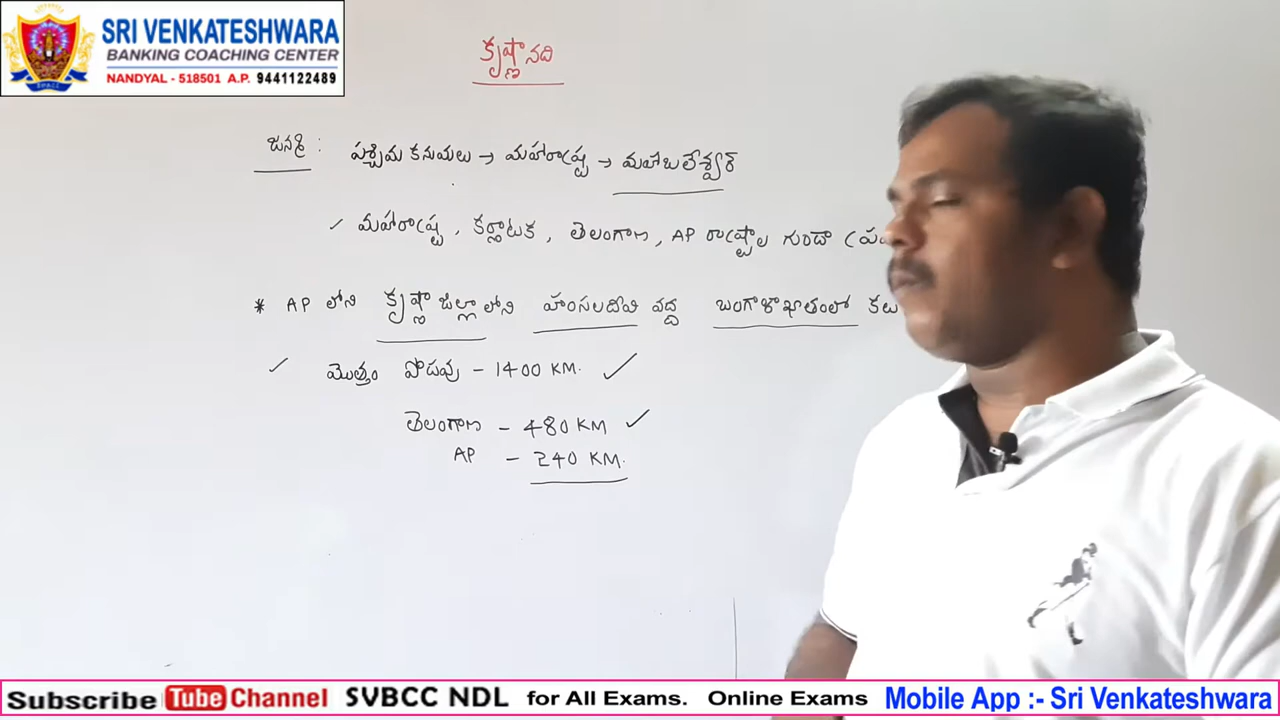 SRI VENKATESHWARA
BANKING COACHING CENTER
NANDYAL - 518501 A.P. 9441122489
కృష్ణానది
పశ్చిమ కనుమలు → మహారాష్ట్ర → మహాబలేశ్వర్
✓ మహారాష్ట్ర, కర్ణాటక, తెలంగాణ, AP రాష్ట్రాల గుండా (
* AP లోని కృష్ణా జిల్లా లోని హంసలదీవి వద్ద బంగాళాఖాతంలో
✓ మొత్తం పొడవు - 1400 KM. ✓
తెలంగాణ - 480 KM ✓
AP - 240 KM.
Subscribe Tube Channel SVBCC NDL for All Exams. Online Exams Mobile App :- Sri Venkateshwara